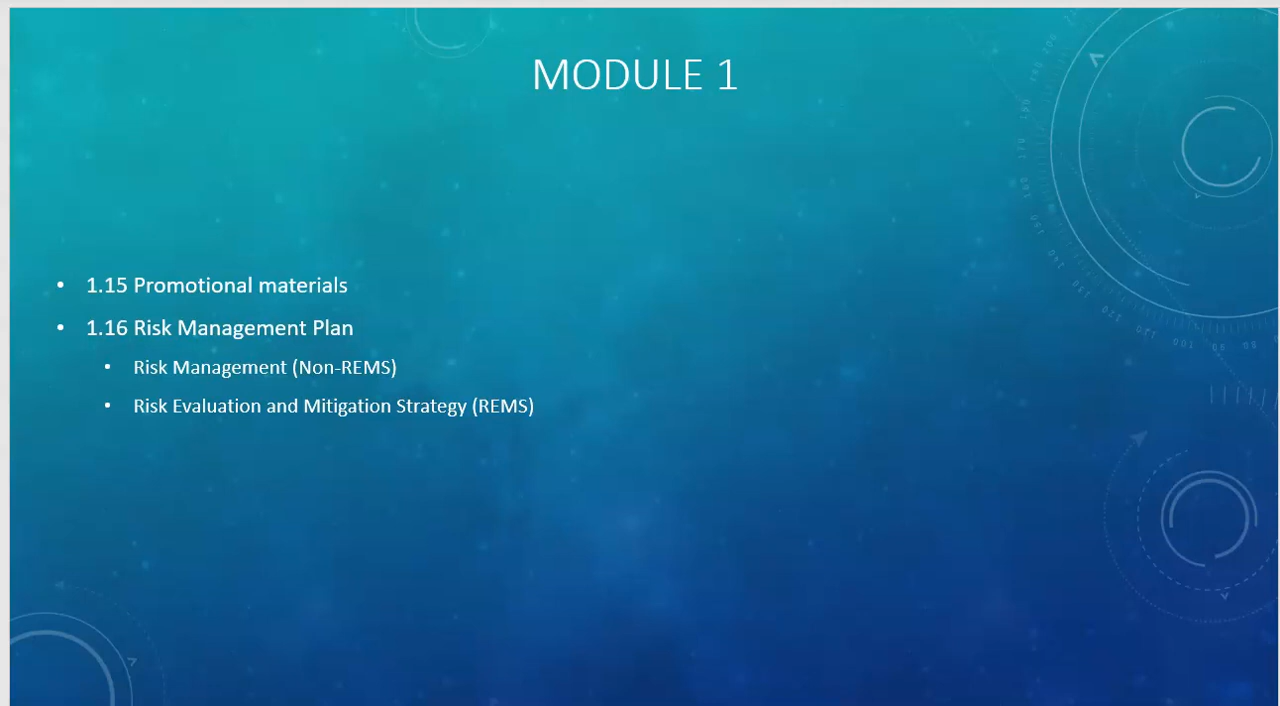 MODULE 1
• 1.15 Promotional materials
• 1.16 Risk Management Plan
• Risk Management (Non-REMS)
• Risk Evaluation and Mitigation Strategy (REMS)